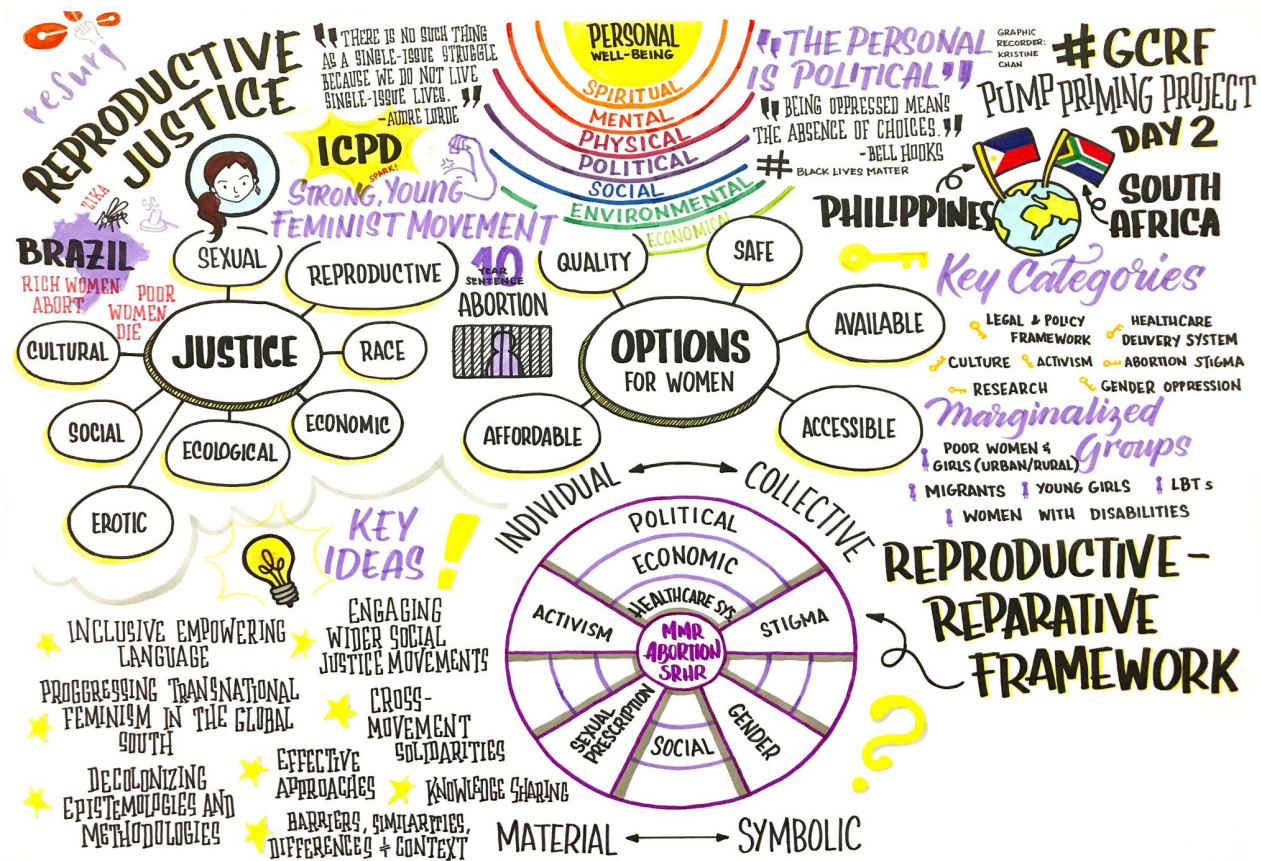 resurj
REPRODUCTIVE
JUSTICE
"THERE IS NO SUCH THING
AS A SINGLE-ISSUE STRUGGLE
BECAUSE WE DO NOT LIVE
SINGLE-ISSUE LIVES."
-AUDRE LORDE
ICPD
SPARK!
STRONG, YOUNG
FEMINIST MOVEMENT
PERSONAL
WELL-BEING
SPIRITUAL
MENTAL
PHYSICAL
POLITICAL
SOCIAL
ENVIRONMENTAL
ECONOMICAL
"THE PERSONAL
IS POLITICAL"
"BEING OPPRESSED MEANS
THE ABSENCE OF CHOICES."
-BELL HOOKS
# BLACK LIVES MATTER
GRAPHIC
RECORDER:
KRISTINE
CHAN
#GCRF
PUMP PRIMING PROJECT
DAY 2
PHILIPPINES
SOUTH
AFRICA
ZIKA
BRAZIL
RICH WOMEN
ABORT
POOR
WOMEN
DIE
JUSTICE
SEXUAL
REPRODUCTIVE
RACE
ECONOMIC
ECOLOGICAL
EROTIC
SOCIAL
CULTURAL
10
YEAR
SENTENCE
ABORTION
OPTIONS
FOR WOMEN
QUALITY
SAFE
AVAILABLE
ACCESSIBLE
AFFORDABLE
Key Categories
LEGAL & POLICY
FRAMEWORK
HEALTHCARE
DELIVERY SYSTEM
CULTURE
ACTIVISM
ABORTION STIGMA
RESEARCH
GENDER OPPRESSION
Marginalized
Groups
POOR WOMEN &
GIRLS (URBAN/RURAL)
MIGRANTS
YOUNG GIRLS
LBTs
WOMEN WITH DISABILITIES
KEY
IDEAS!
INCLUSIVE EMPOWERING
LANGUAGE
ENGAGING
WIDER SOCIAL
JUSTICE MOVEMENTS
PROGGRESSING TRANSNATIONAL
FEMINISM IN THE GLOBAL
SOUTH
CROSS-
MOVEMENT
SOLIDARITIES
DECOLONIZING
EPISTEMOLOGIES AND
METHODOLOGIES
EFFECTIVE
APPROACHES
KNOWLEDGE SHARING
BARRIERS, SIMILARITIES,
DIFFERENCES + CONTEXT
INDIVIDUAL
COLLECTIVE
POLITICAL
ECONOMIC
HEALTHCARE SYS
ACTIVISM
STIGMA
MMR
ABORTION
SRHR
SEXUAL
PRESCRIPTION
SOCIAL
GENDER
MATERIAL
SYMBOLIC
REPRODUCTIVE-
REPARATIVE
FRAMEWORK
?